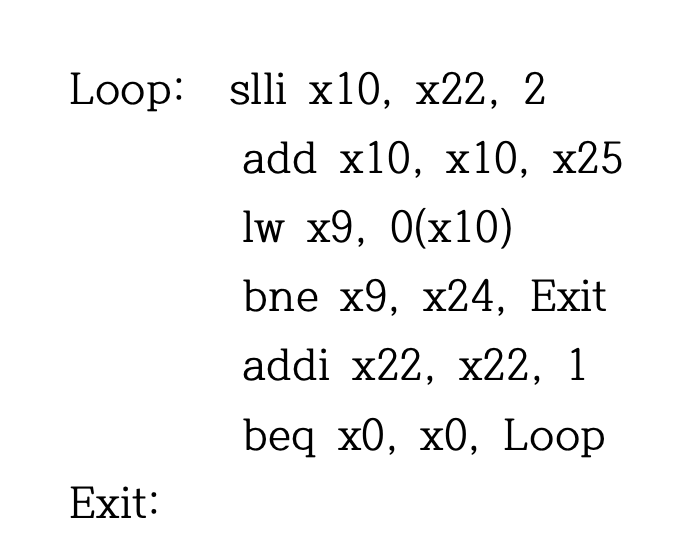 Loop: slli x10, x22, 2
add x10, x10, x25
lw x9, 0(x10)
bne x9, x24, Exit
addi x22, x22, 1
beq x0, x0, Loop
Exit: